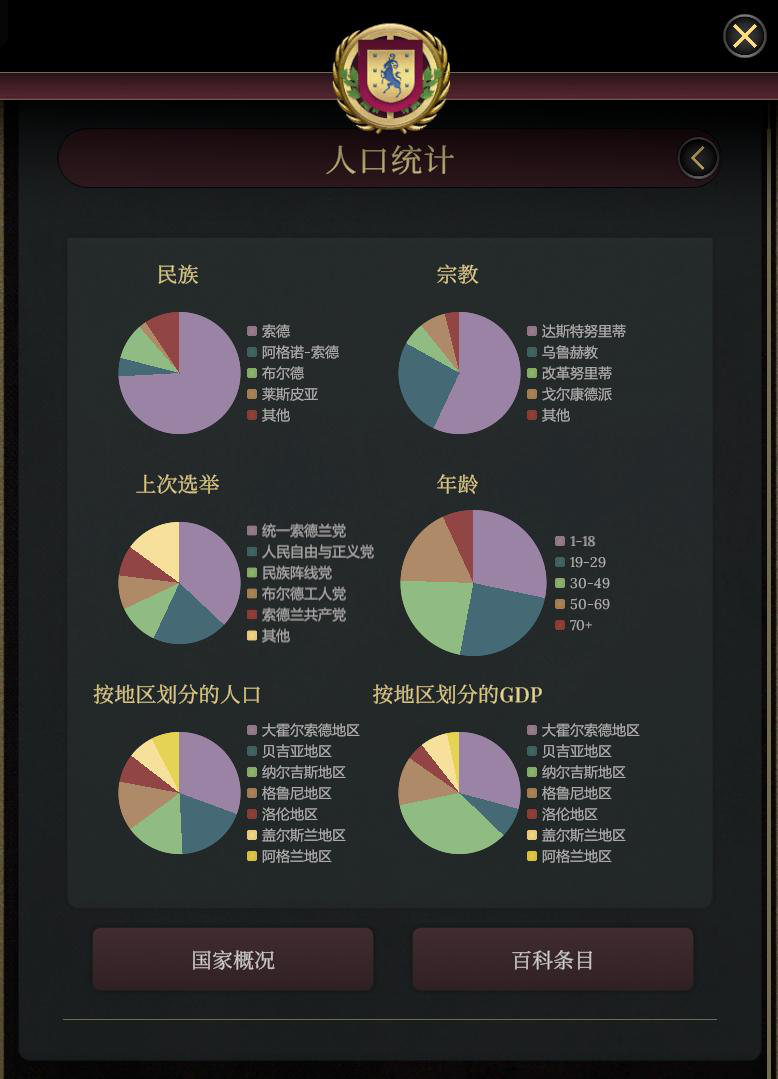 人口统计
民族
索德
阿格诺-索德
布尔德
莱斯皮亚
其他
宗教
达斯特努里蒂
乌鲁赫教
改革努里蒂
戈尔康德派
其他
上次选举
统一索德兰党
人民自由与正义党
民族阵线党
布尔德工人党
索德兰共产党
其他
年龄
1-18
19-29
30-49
50-69
70+
按地区划分的人口
大霍尔索德地区
贝吉亚地区
纳尔吉斯地区
格鲁尼地区
洛伦地区
盖尔斯兰地区
阿格兰地区
按地区划分的GDP
大霍尔索德地区
贝吉亚地区
纳尔吉斯地区
格鲁尼地区
洛伦地区
盖尔斯兰地区
阿格兰地区
国家概况
百科条目